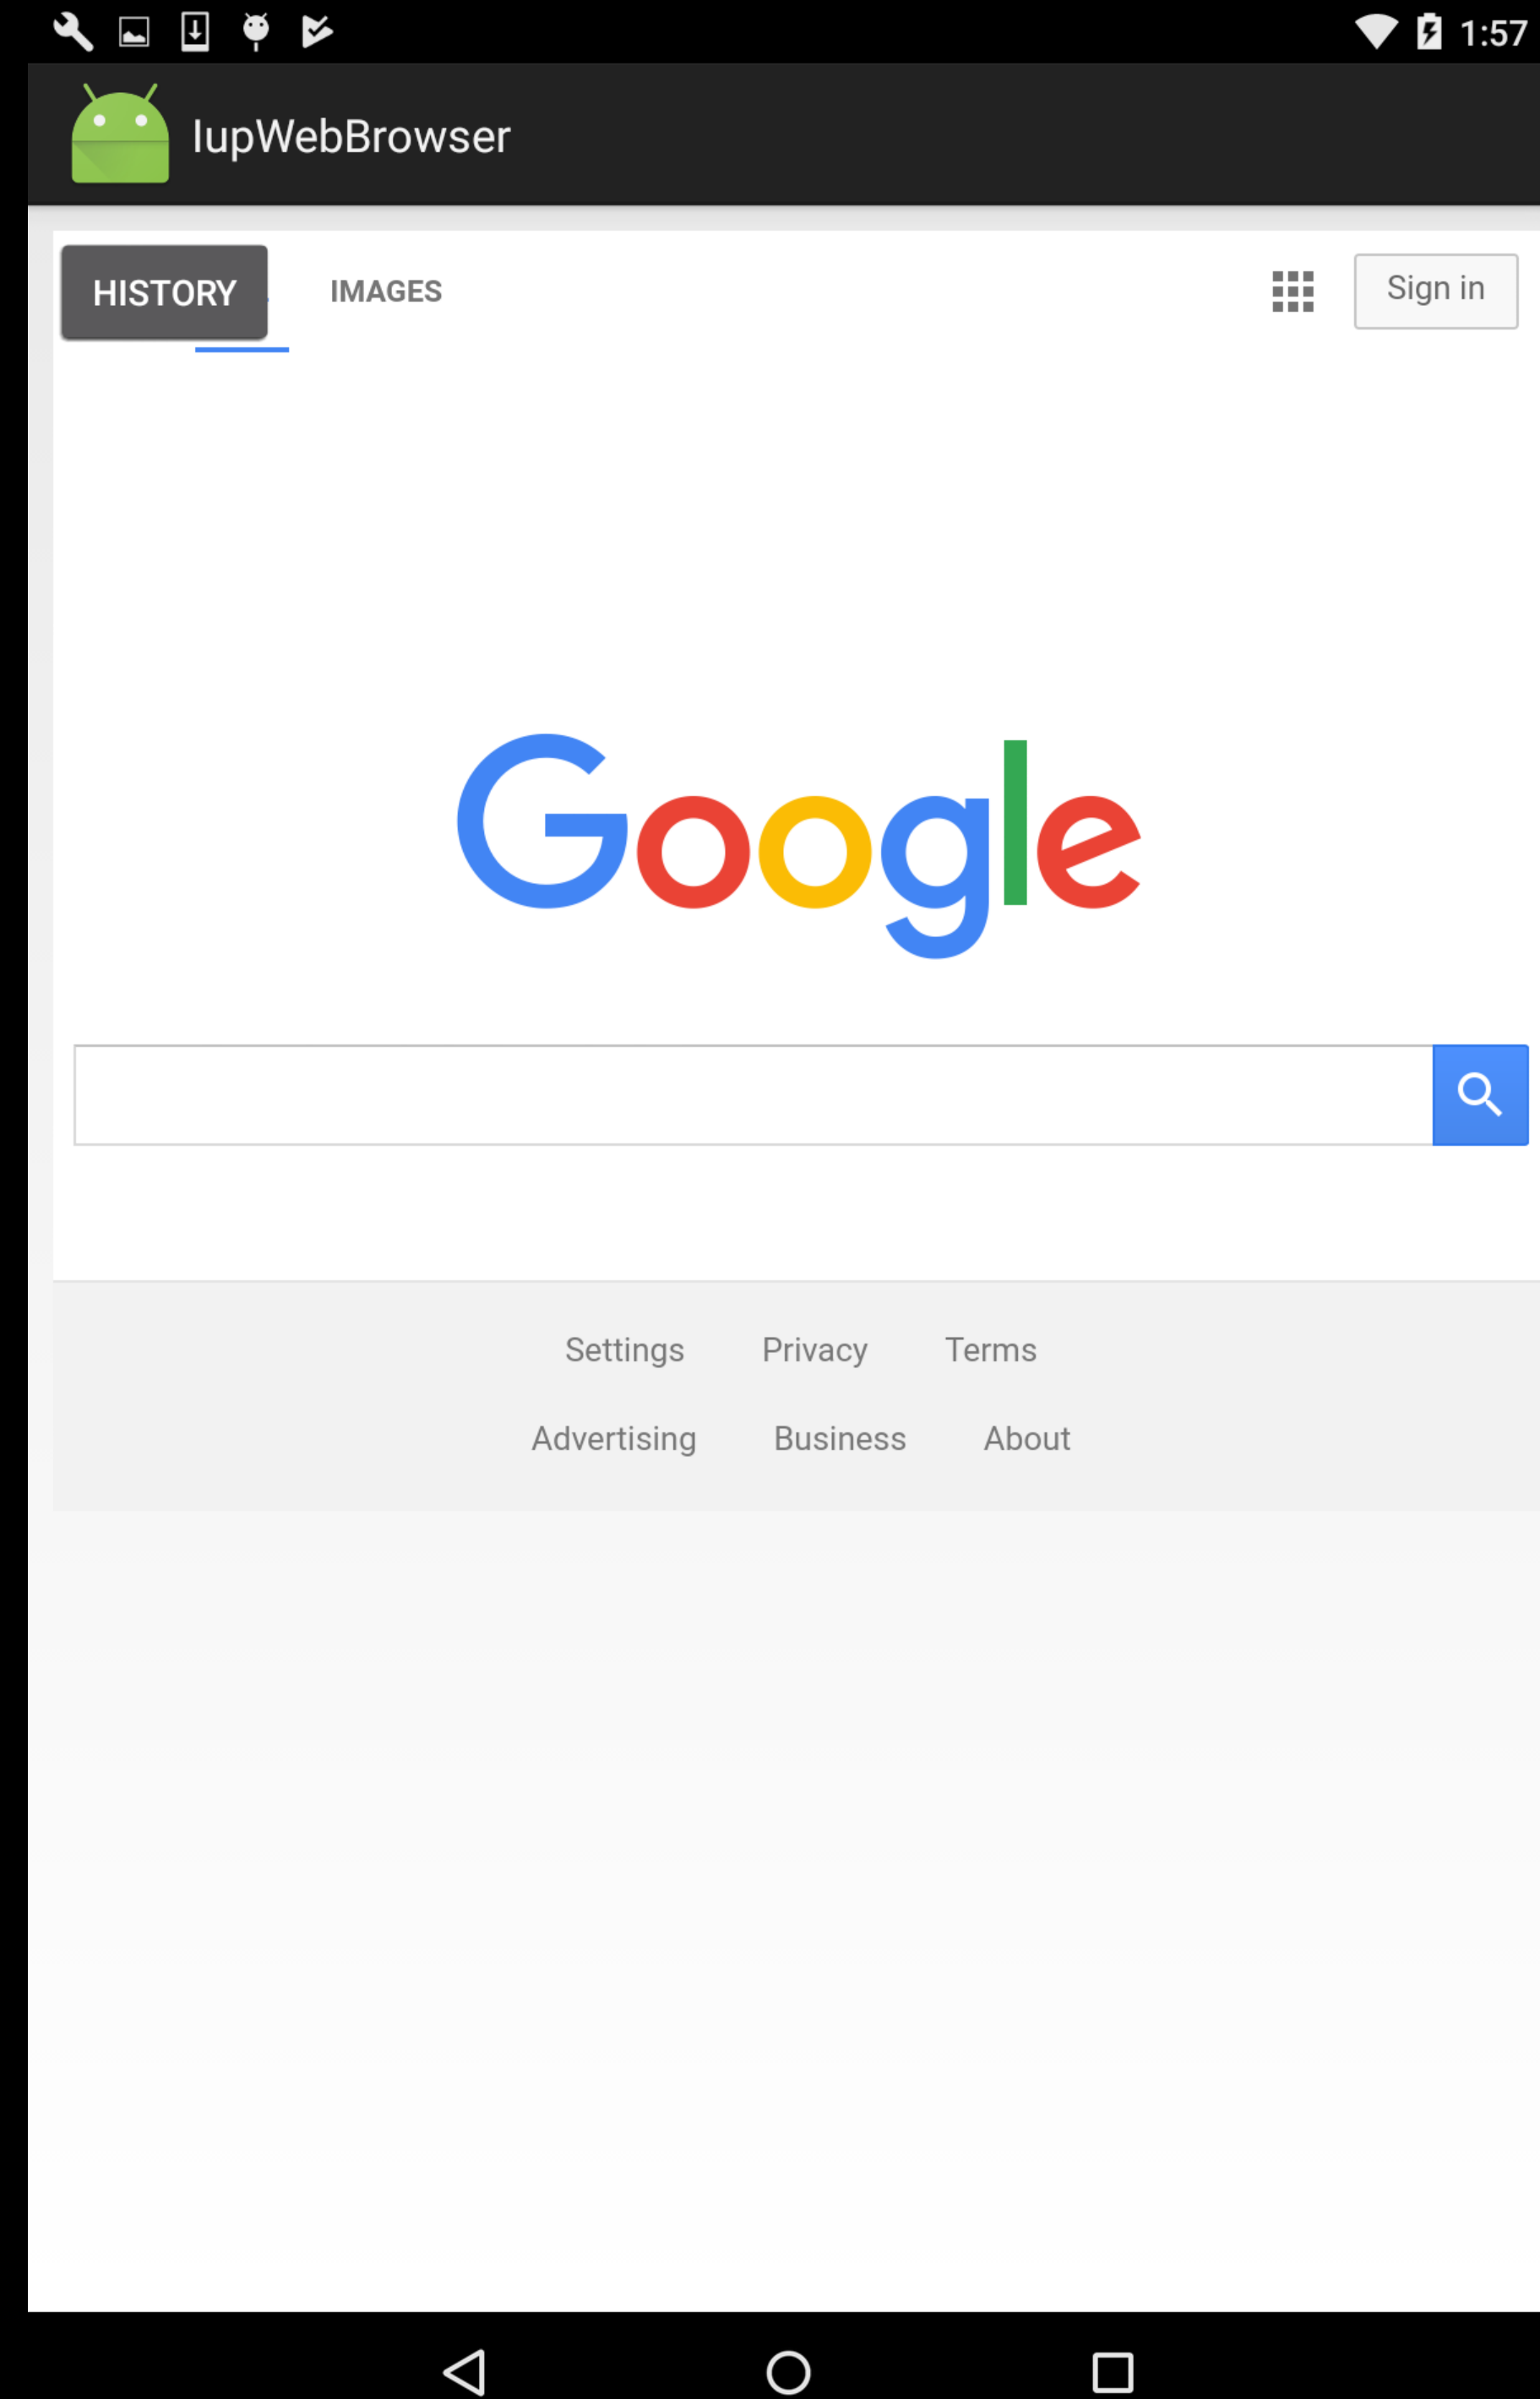 1:57
IupWebBrowser
HISTORY IMAGES Sign in
Google
Settings Privacy Terms
Advertising Business About